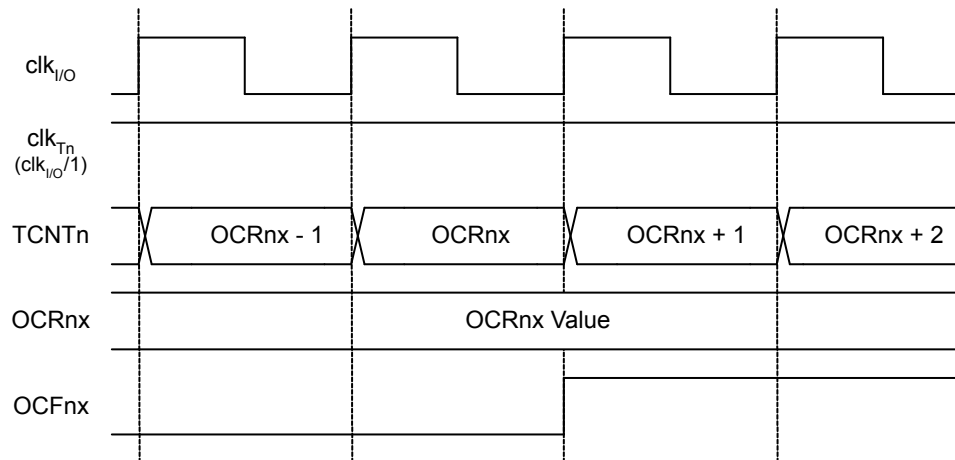 clkI/O
clkTn
(clkI/O/1)
TCNTn OCRnx - 1 OCRnx OCRnx + 1 OCRnx + 2
OCRnx OCRnx Value
OCFnx